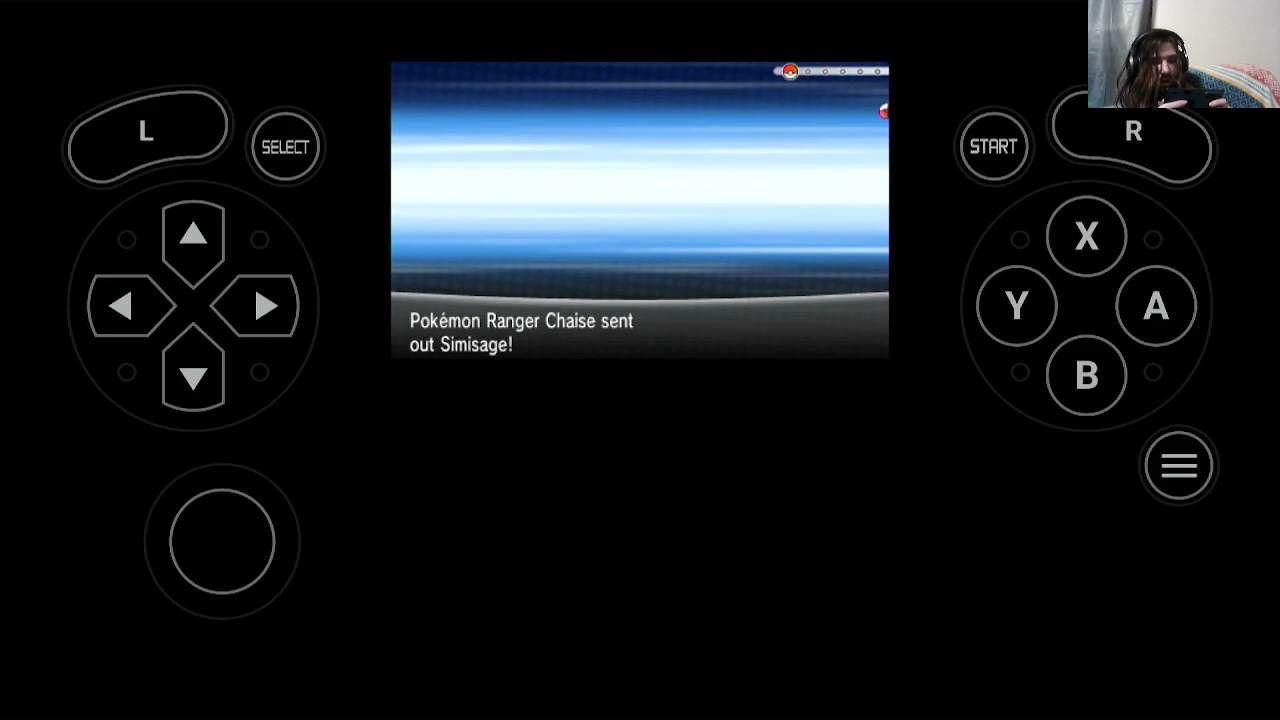 L
SELECT
START
R
X
Y
A
B
Pokémon Ranger Chaise sent
out Simisage!